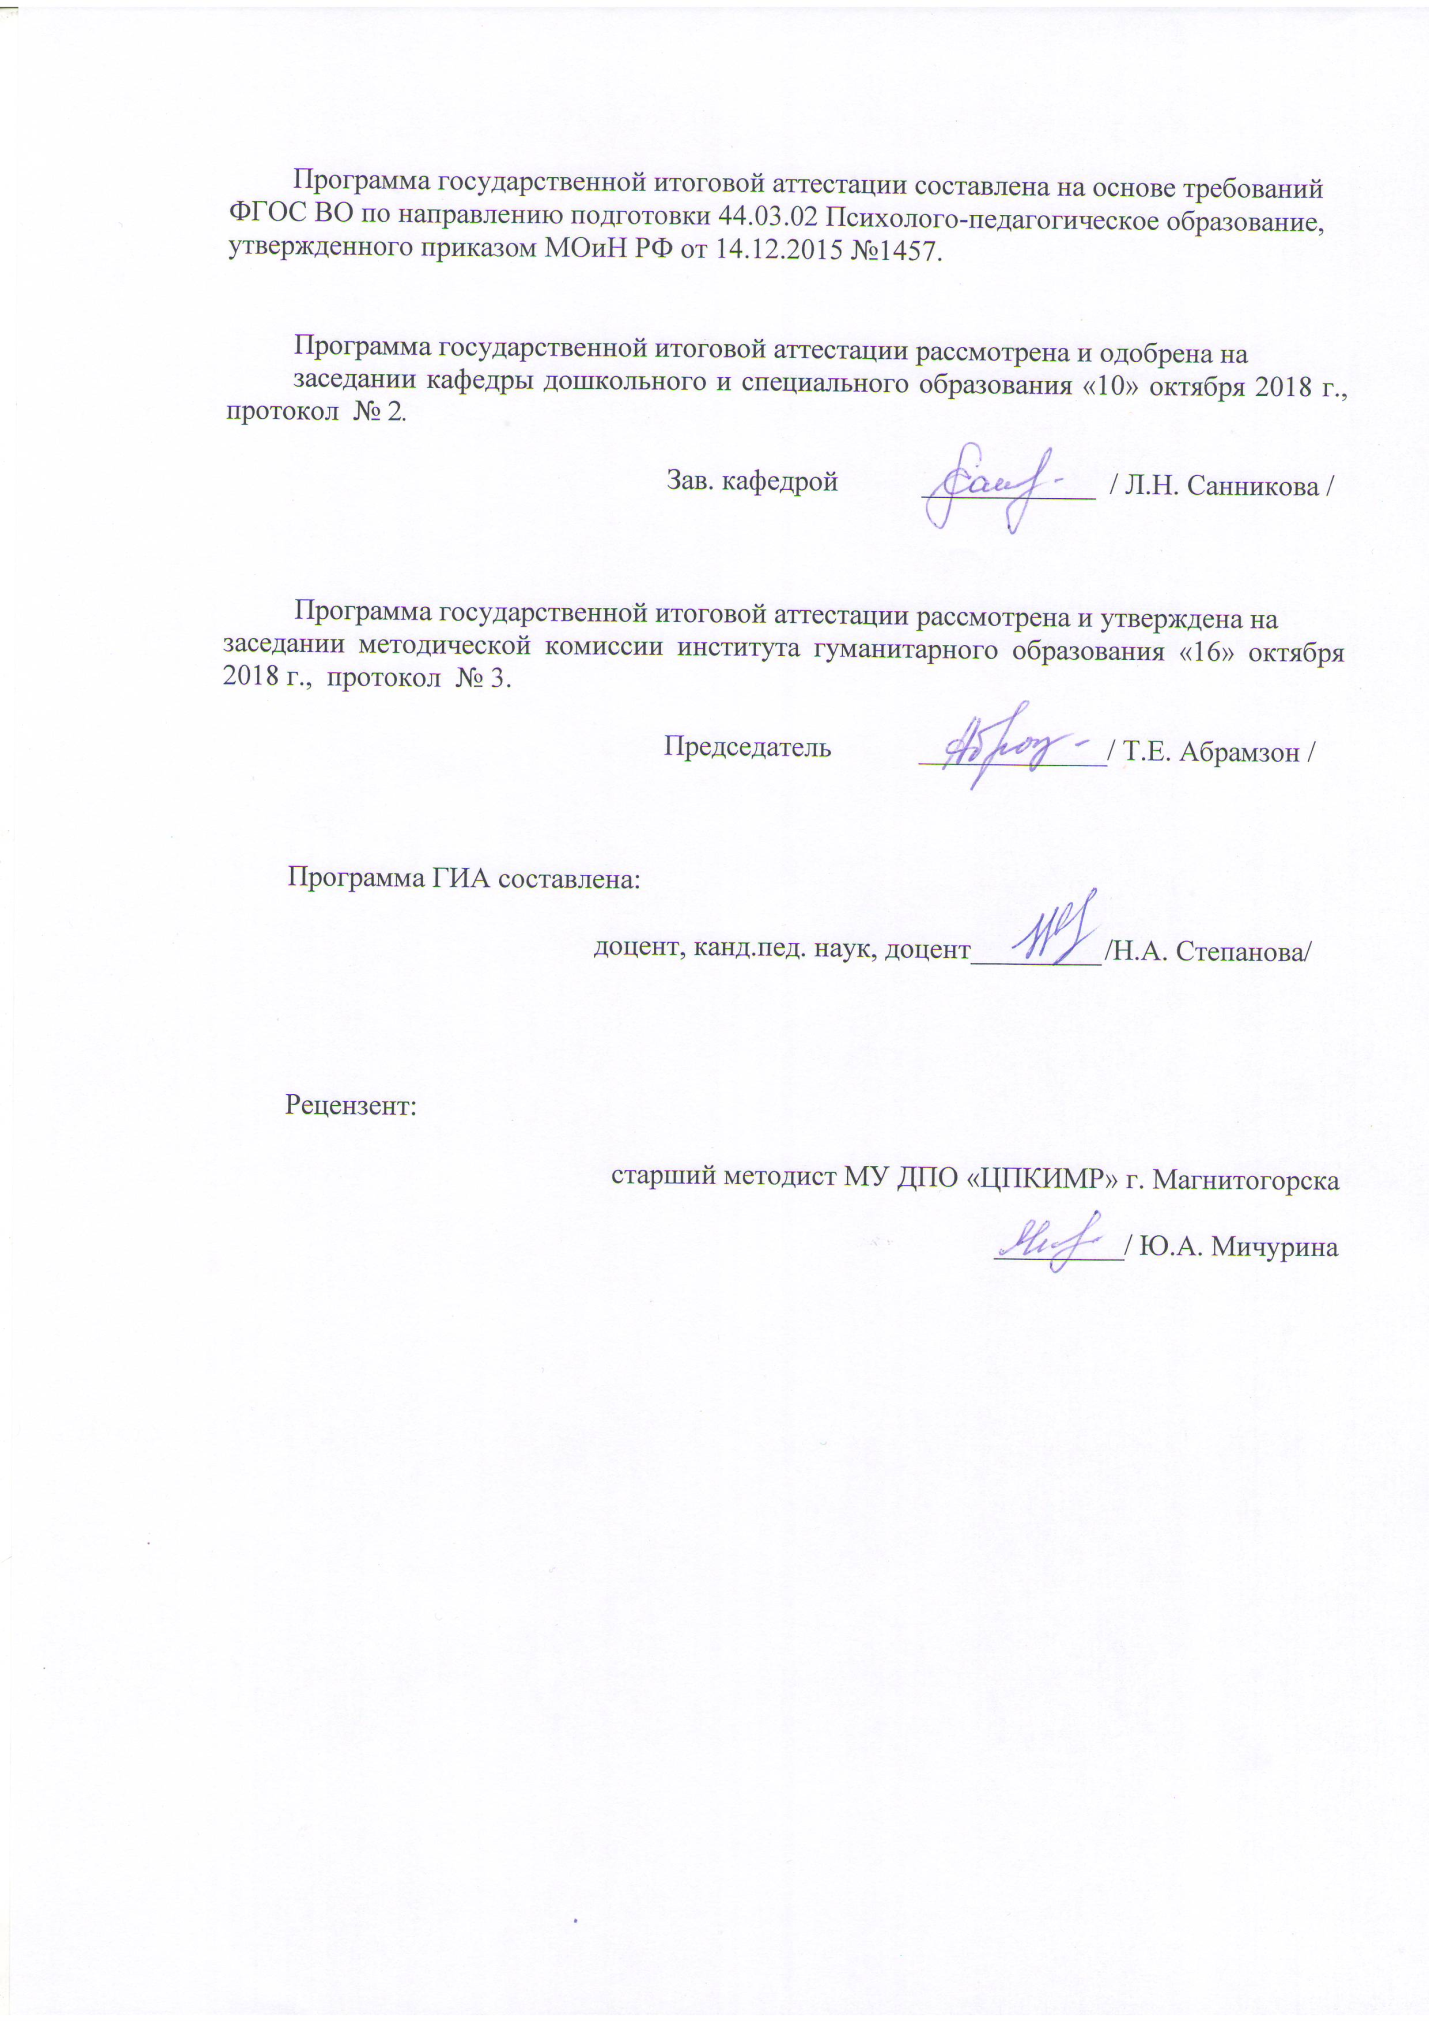 Программа государственной итоговой аттестации составлена на основе требований
ФГОС ВО по направлению подготовки 44.03.02 Психолого-педагогическое образование,
утвержденного приказом МОиН РФ от 14.12.2015 №1457.
Программа государственной итоговой аттестации рассмотрена и одобрена на
заседании кафедры дошкольного и специального образования «10» октября 2018 г.,
протокол № 2.
Зав. кафедрой / Л.Н. Санникова /
Программа государственной итоговой аттестации рассмотрена и утверждена на
заседании методической комиссии института гуманитарного образования «16» октября
2018 г., протокол № 3.
Председатель / Т.Е. Абрамзон /
Программа ГИА составлена:
доцент, канд.пед. наук, доцент /Н.А. Степанова/
Рецензент:
старший методист МУ ДПО «ЦПКИМР» г. Магнитогорска
/ Ю.А. Мичурина